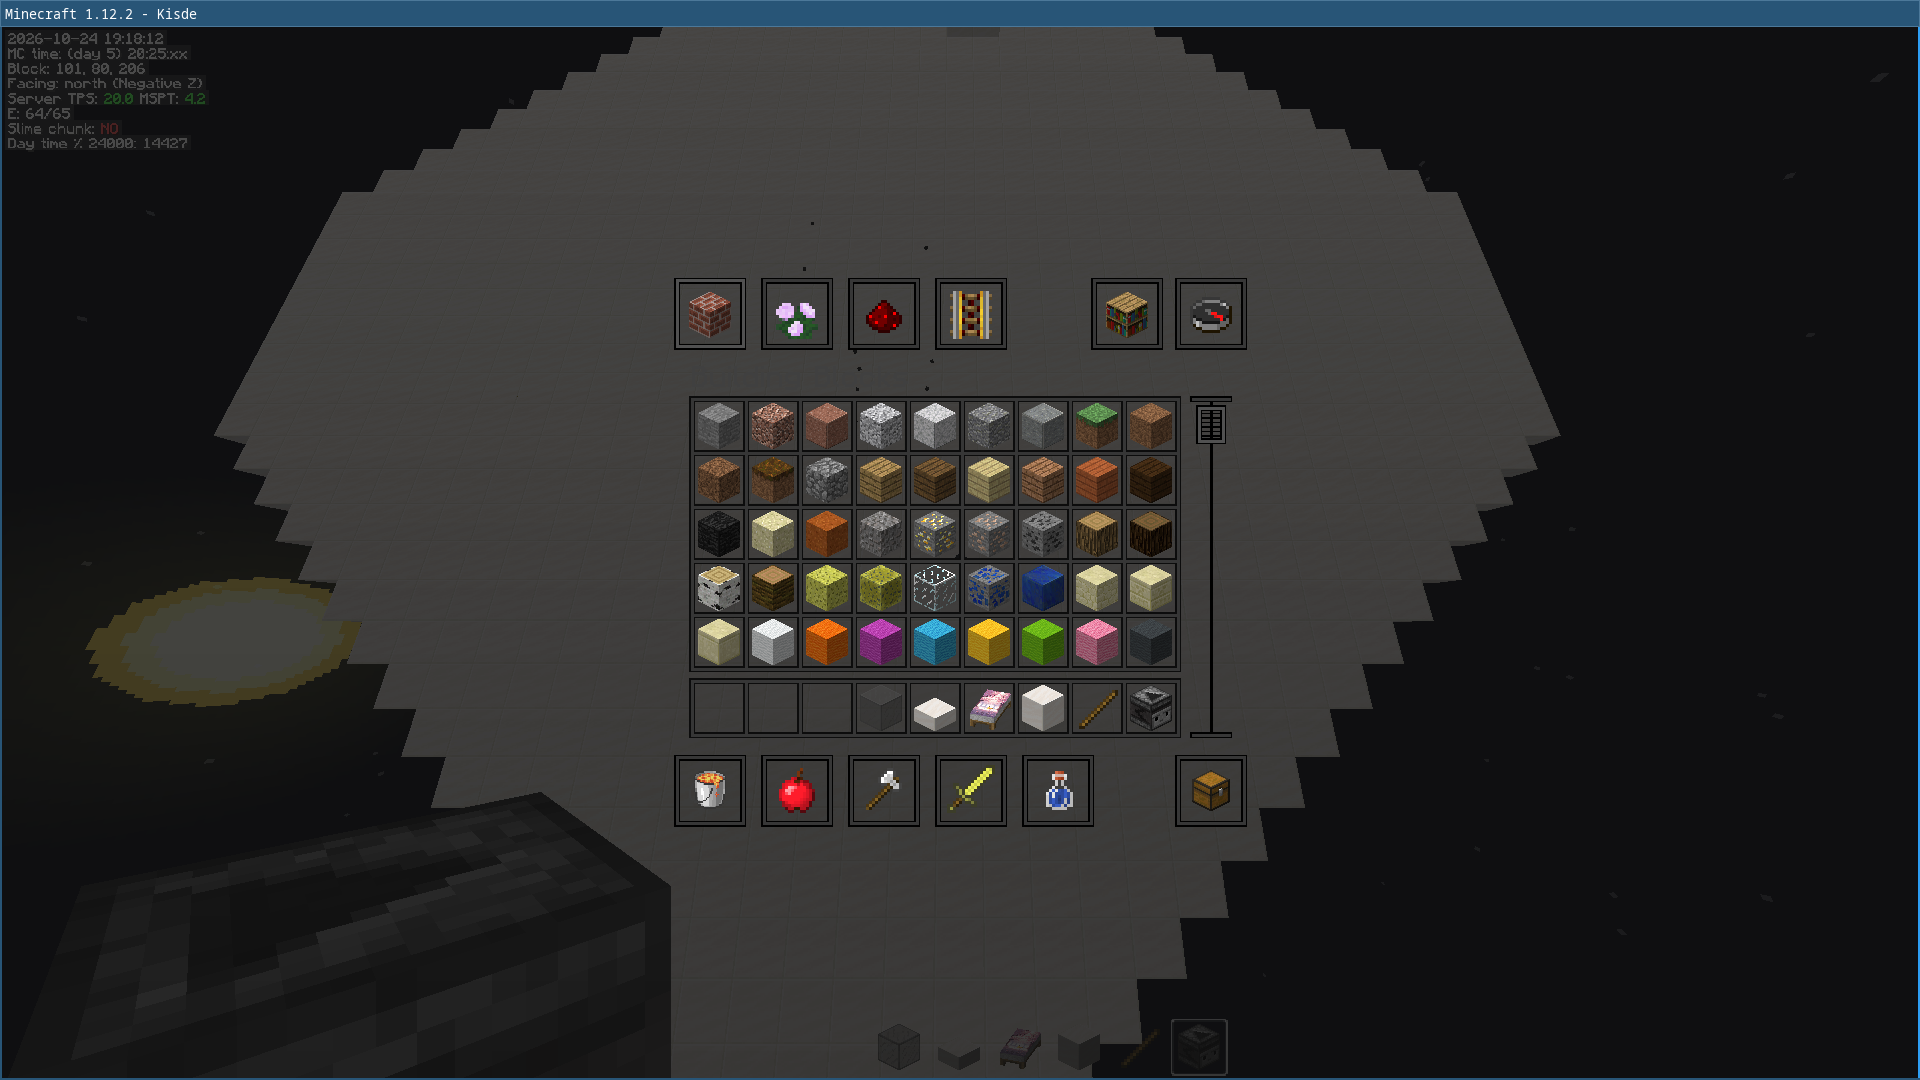 Minecraft 1.12.2 - Kisde
2026-10-24 19:18:12
MC time: (day 5) 20:25:xx
Block: 101, 80, 206
Facing: north (Negative Z)
Server TPS: 20.0 MSPT: 4.2
E: 64/65
Slime chunk: NO
Day time % 24000: 14427